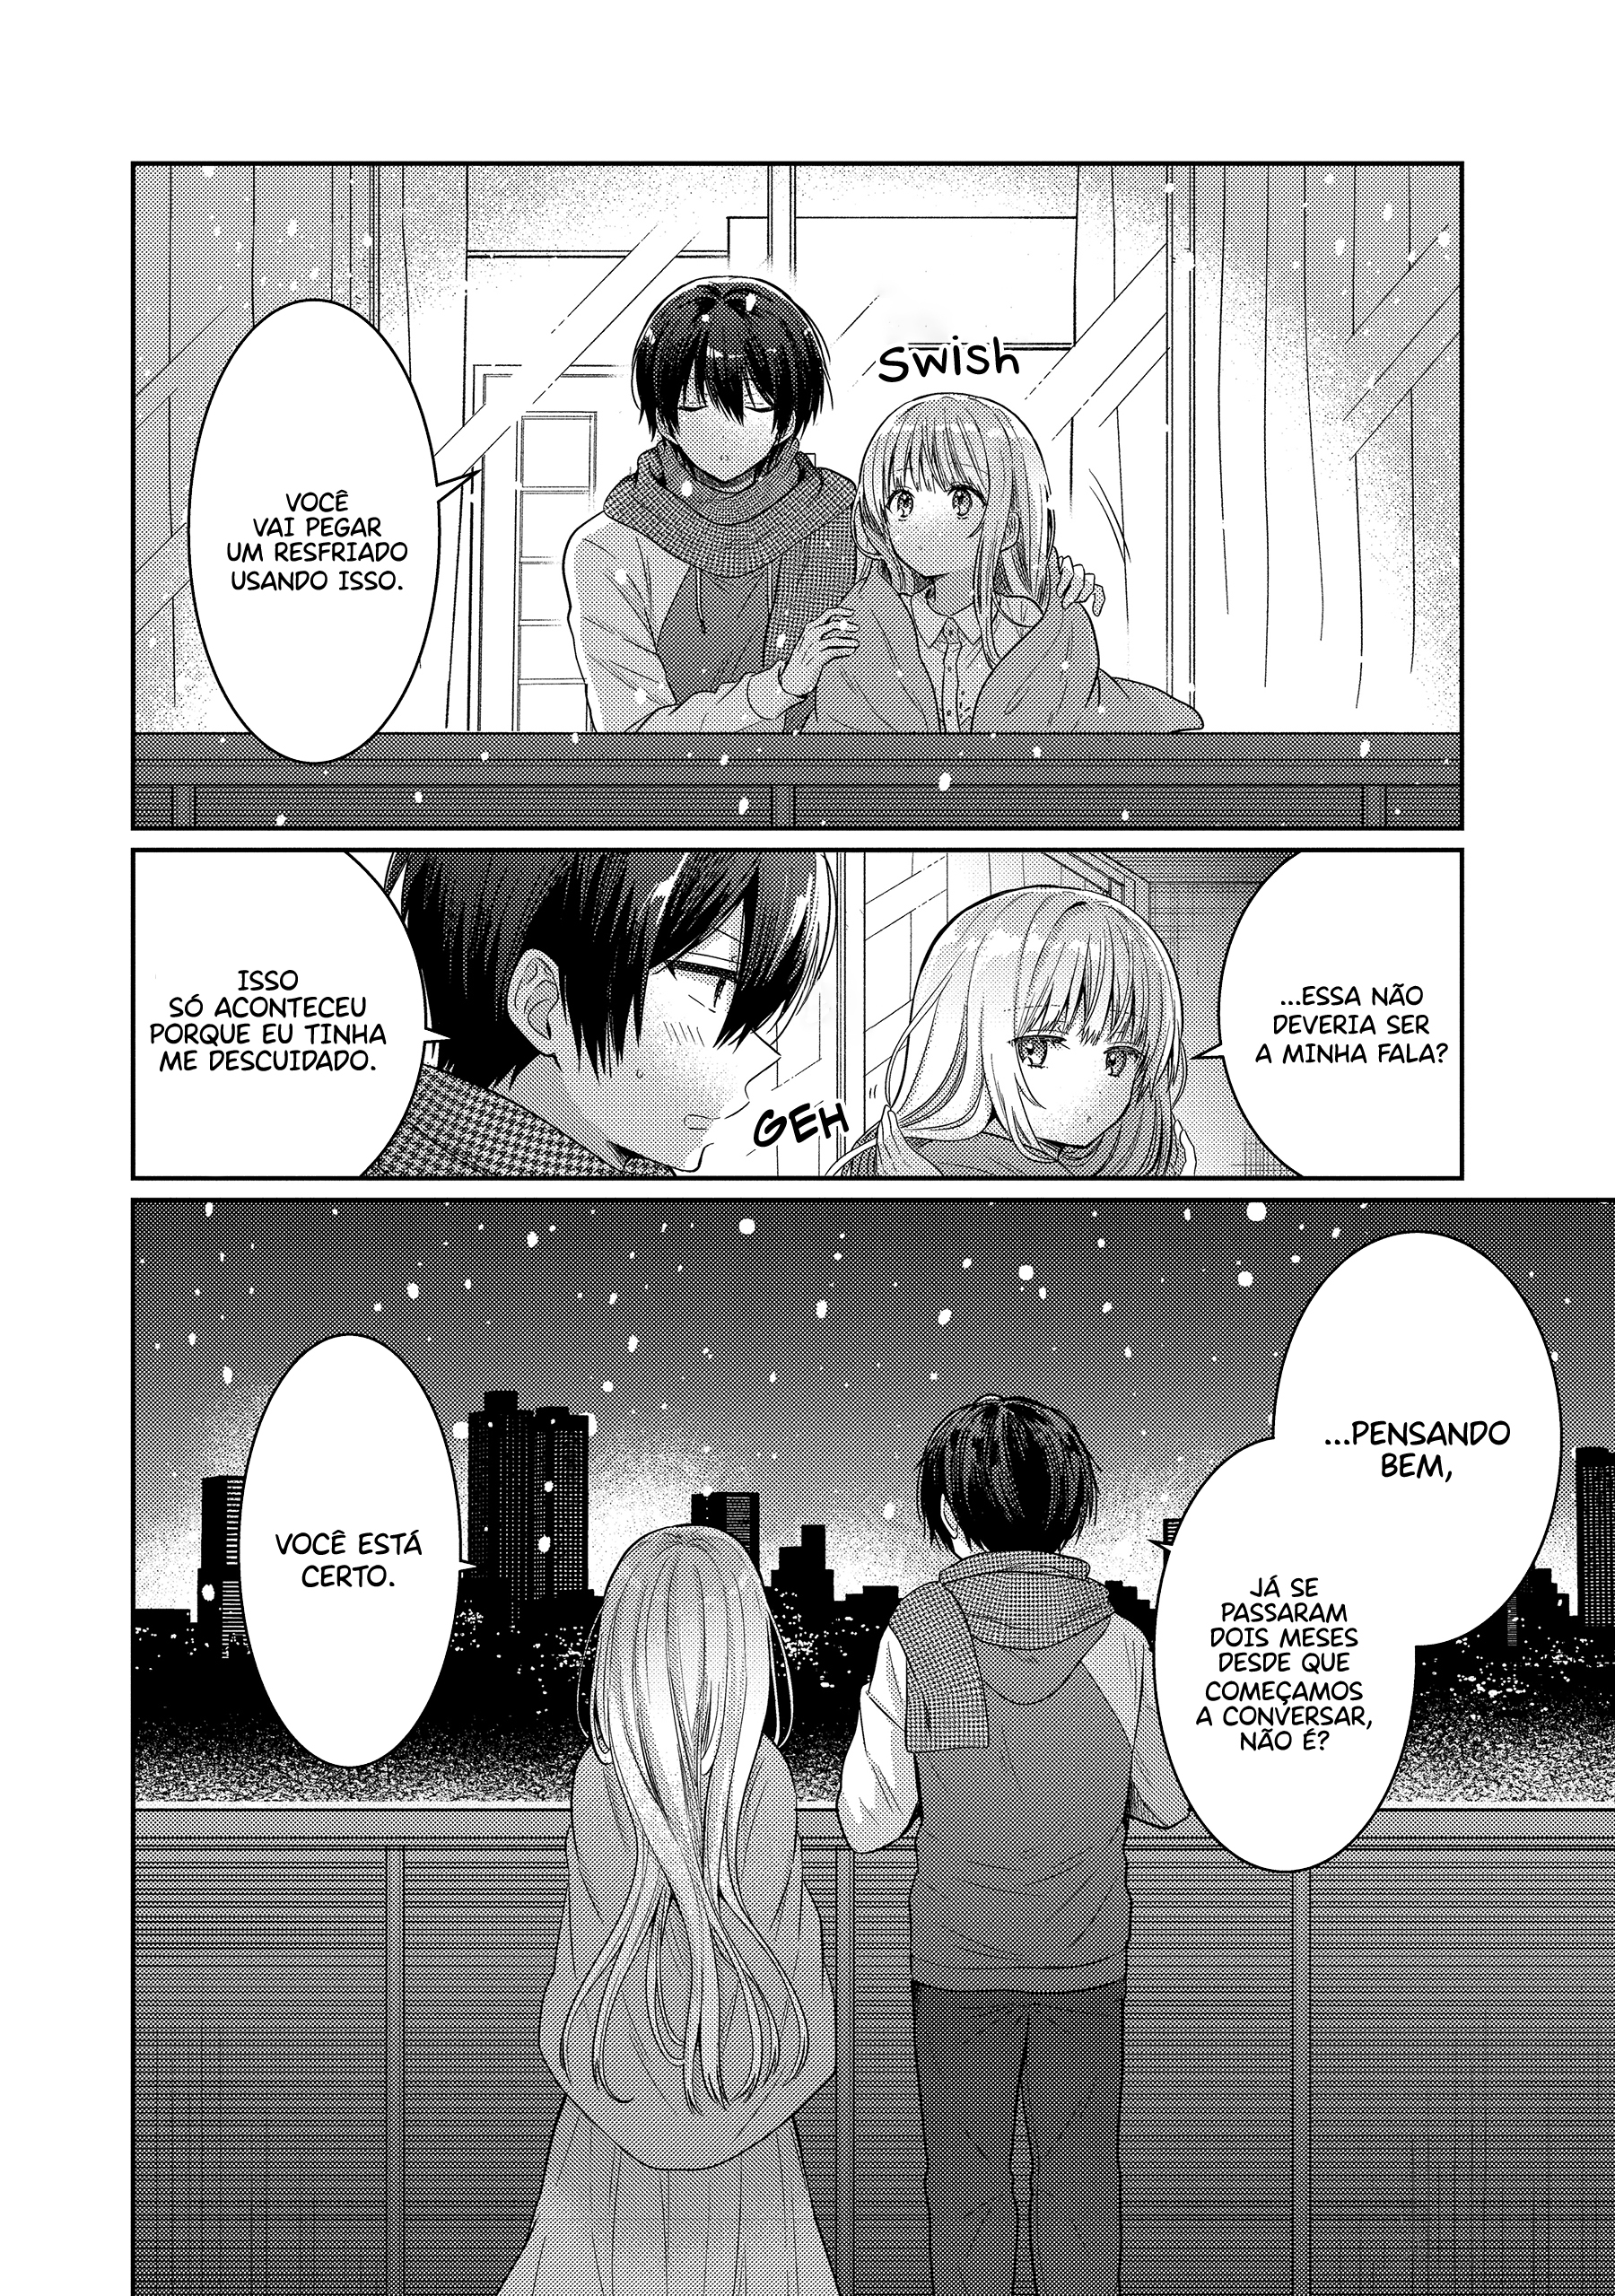 Swish
VOCÊ
VAI PEGAR
UM RESFRIADO
USANDO ISSO.
...ESSA NÃO
DEVERIA SER
A MINHA FALA?
GEH
ISSO
SÓ ACONTECEU
PORQUE EU TINHA
ME DESCUIDADO.
...PENSANDO
BEM,
JÁ SE
PASSARAM
DOIS MESES
DESDE QUE
COMEÇAMOS
A CONVERSAR,
NÃO É?
VOCÊ ESTÁ
CERTO.